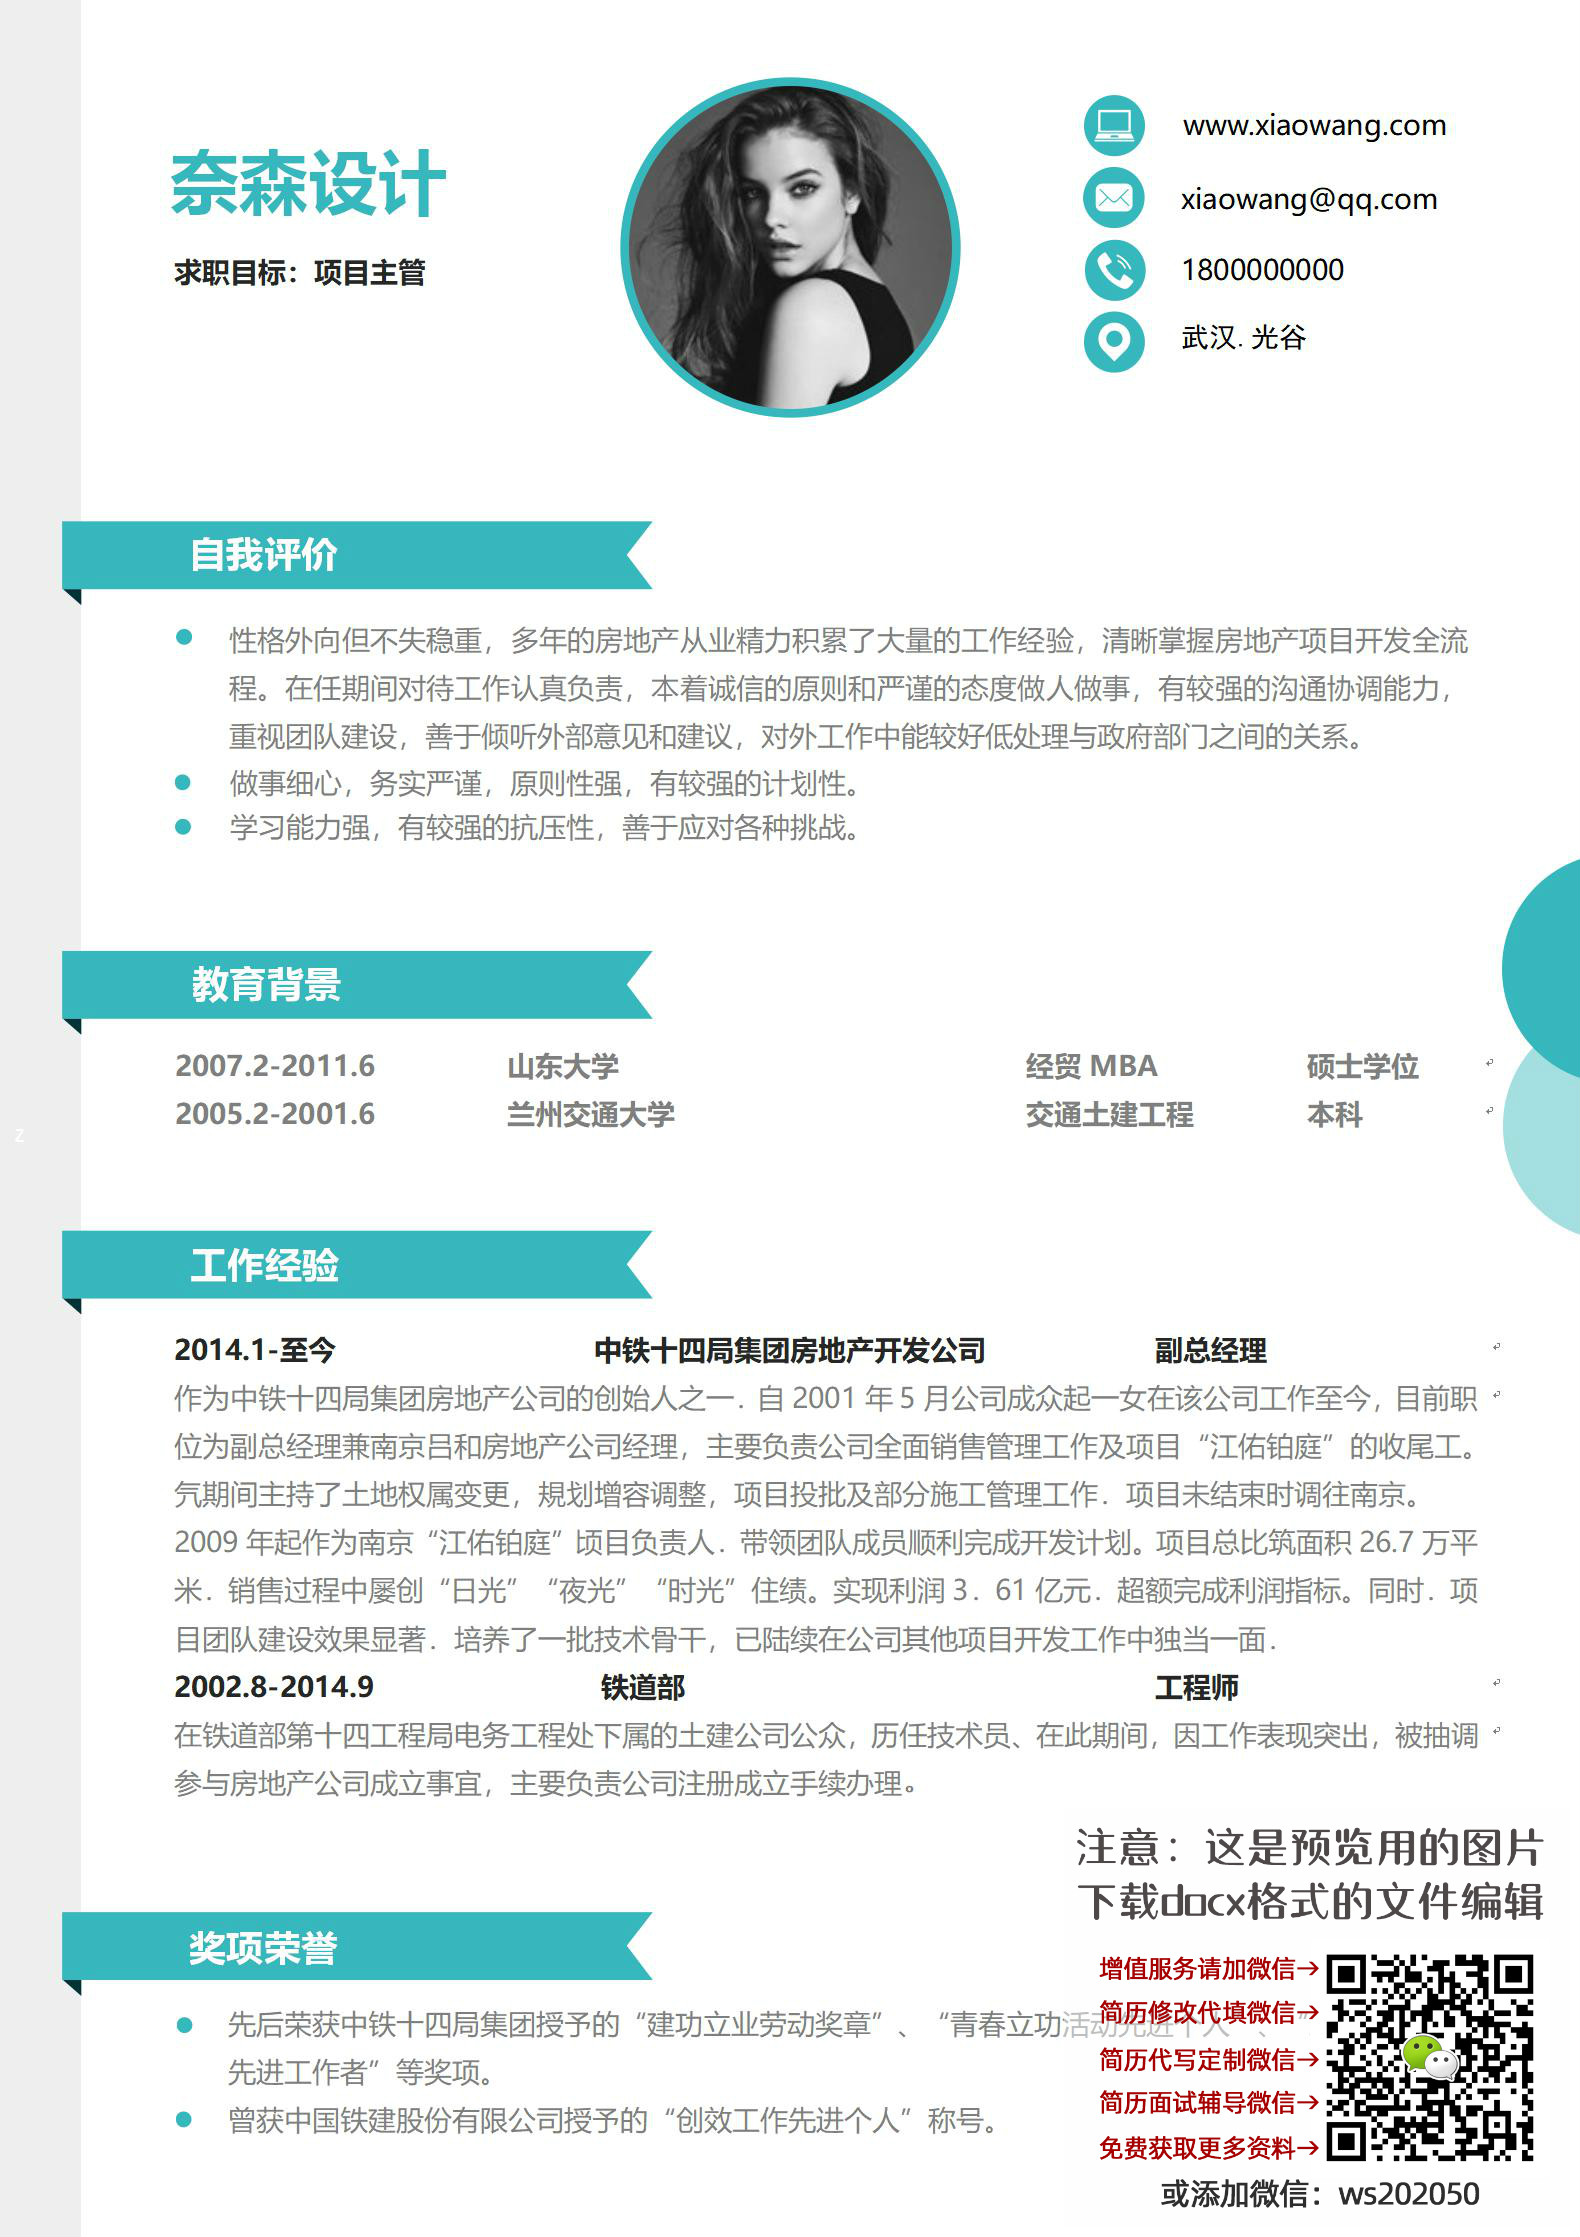 奈森设计
求职目标：项目主管
www.xiaowang.com
xiaowang@qq.com
1800000000
武汉. 光谷
自我评价
性格外向但不失稳重，多年的房地产从业精力积累了大量的工作经验，清晰掌握房地产项目开发全流
程。在任期间对待工作认真负责，本着诚信的原则和严谨的态度做人做事，有较强的沟通协调能力，
重视团队建设，善于倾听外部意见和建议，对外工作中能较好低处理与政府部门之间的关系。
做事细心，务实严谨，原则性强，有较强的计划性。
学习能力强，有较强的抗压性，善于应对各种挑战。
教育背景
2007.2-2011.6 山东大学 经贸 MBA 硕士学位
2005.2-2001.6 兰州交通大学 交通土建工程 本科
z
工作经验
2014.1-至今 中铁十四局集团房地产开发公司 副总经理
作为中铁十四局集团房地产公司的创始人之一. 自 2001 年 5 月公司成众起一女在该公司工作至今，目前职
位为副总经理兼南京吕和房地产公司经理，主要负责公司全面销售管理工作及项目“江佑铂庭”的收尾工。
氕期间主持了土地权属变更，规划增容调整，项目投批及部分施工管理工作. 项目未结束时调往南京。
2009 年起作为南京“江佑铂庭”顷目负责人. 带领团队成员顺利完成开发计划。项目总比筑面积 26.7 万平
米. 销售过程中屡创“日光”“夜光”“时光”住绩。实现利润 3．61 亿元. 超额完成利润指标。同时. 项
目团队建设效果显著. 培养了一批技术骨干，已陆续在公司其他项目开发工作中独当一面.
2002.8-2014.9 铁道部 工程师
在铁道部第十四工程局电务工程处下属的土建公司公众，历任技术员、在此期间，因工作表现突出，被抽调
参与房地产公司成立事宜，主要负责公司注册成立手续办理。
注意：这是预览用的图片
下载docx格式的文件编辑
奖项荣誉
先后荣获中铁十四局集团授予的“建功立业劳动奖章”、“青春立功活动先进个人”、“
先进工作者”等奖项。
曾获中国铁建股份有限公司授予的“创效工作先进个人”称号。
增值服务请加微信→
简历修改代填微信→
简历代写定制微信→
简历面试辅导微信→
免费获取更多资料→
或添加微信：ws202050